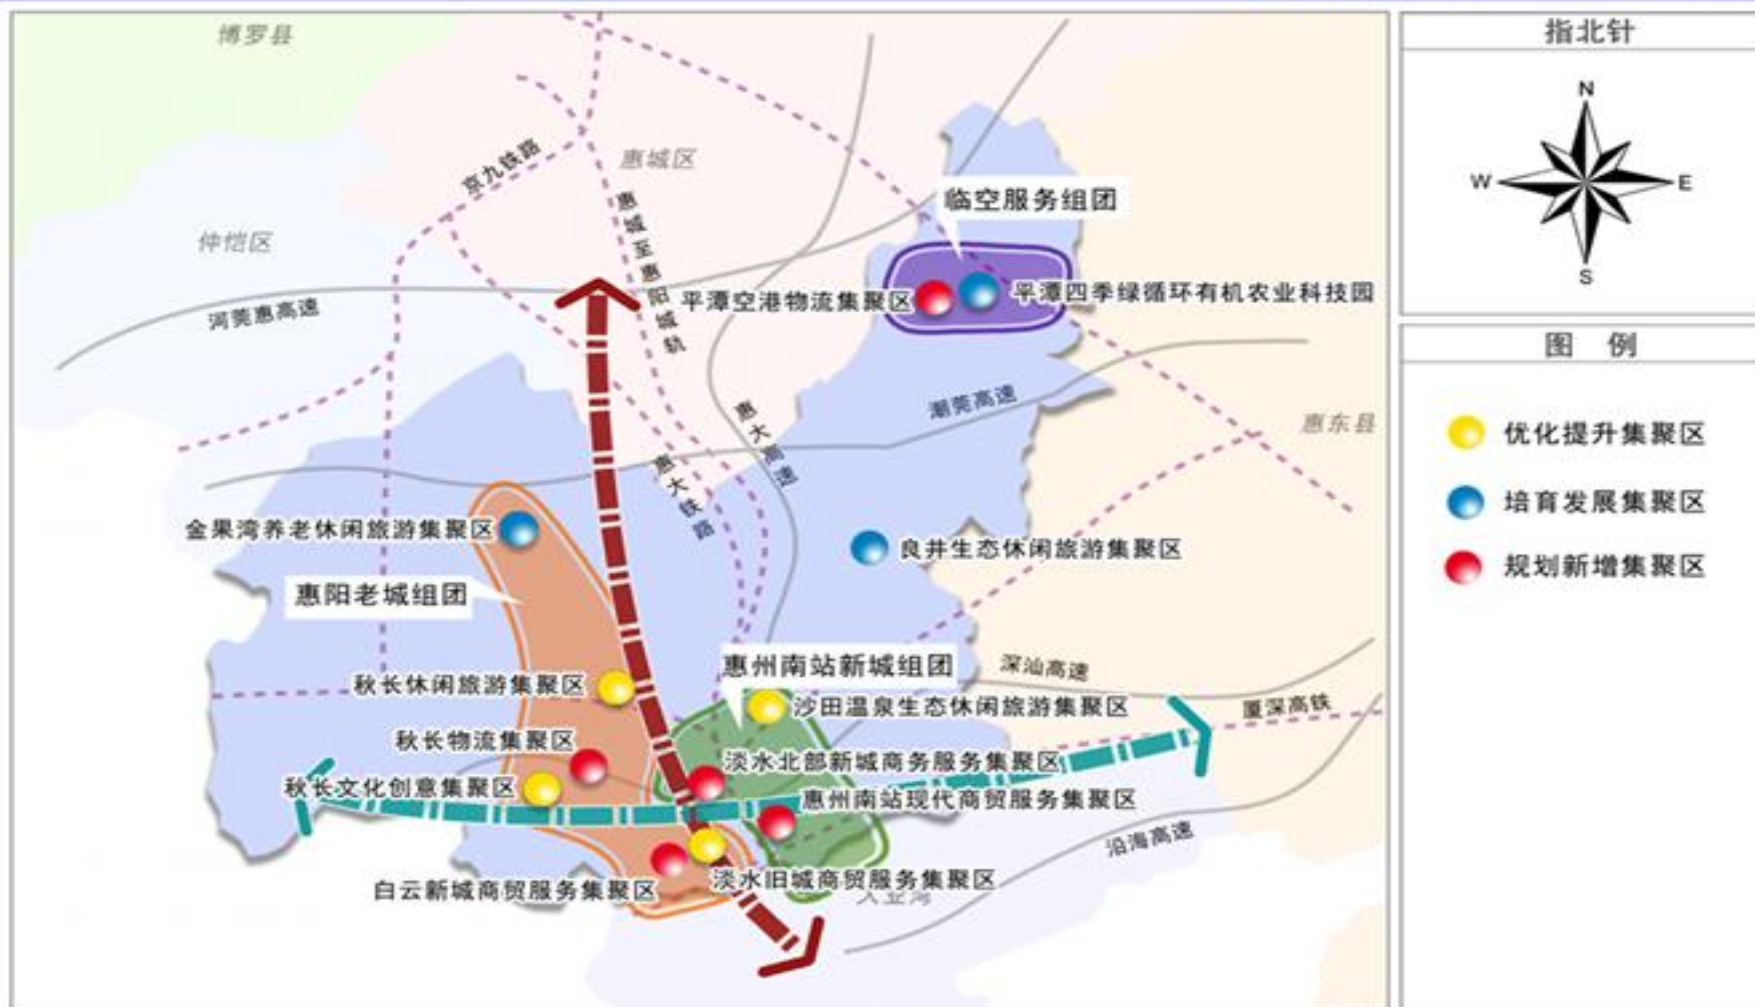 博罗县
指北针
N
W
E
S
京九铁路
惠城区
临空服务组团
仲恺区
惠城至惠阳城轨
平潭空港物流集聚区
平潭四季绿循环有机农业科技园
河莞惠高速
图 例
潮莞高速
惠大高速
惠东县
优化提升集聚区
培育发展集聚区
规划新增集聚区
惠大铁路
金果湾养老休闲旅游集聚区
良井生态休闲旅游集聚区
惠阳老城组团
惠州南站新城组团
深汕高速
秋长休闲旅游集聚区
沙田温泉生态休闲旅游集聚区
厦深高铁
秋长物流集聚区
淡水北部新城商务服务集聚区
秋长文化创意集聚区
惠州南站现代商贸服务集聚区
沿海高速
白云新城商贸服务集聚区
淡水旧城商贸服务集聚区
大亚湾